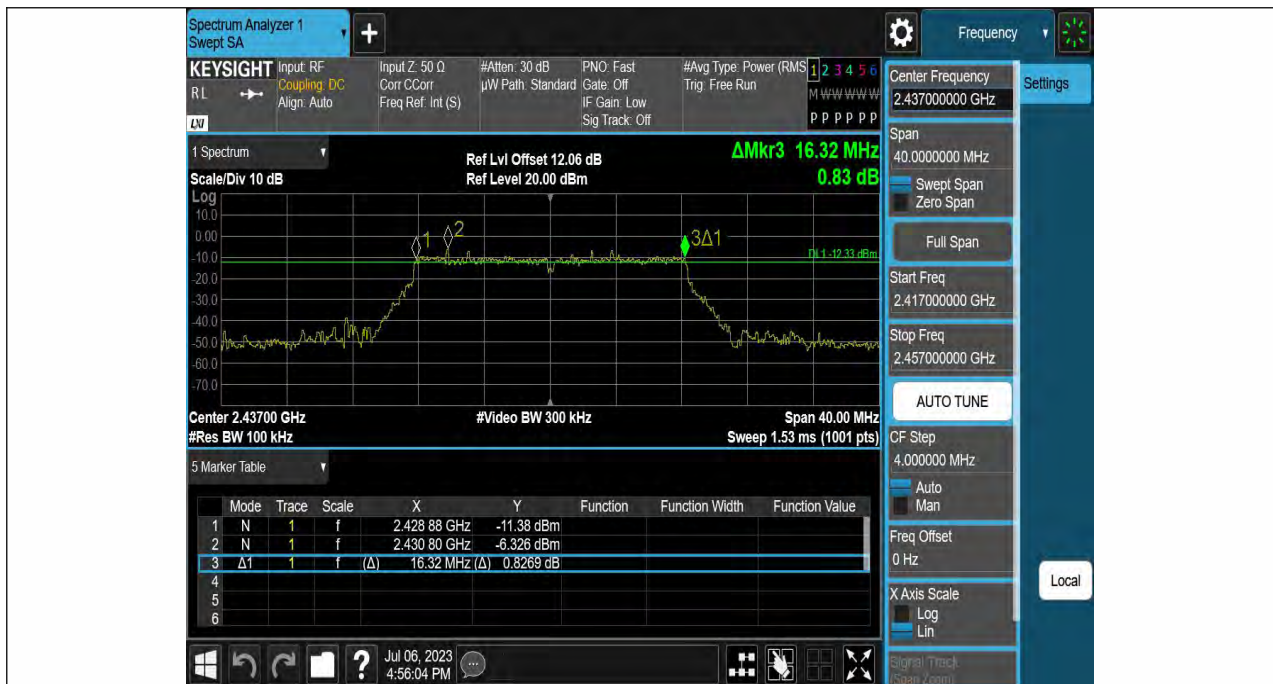 Spectrum Analyzer 1
Swept SA
+
Frequency
KEYSIGHT
RL
LXI
Input: RF
Coupling: DC
Align: Auto
Input Z: 50 Ω
Corr CCorr
Freq Ref: Int (S)
#Atten: 30 dB
µW Path: Standard
PNO: Fast
Gate: Off
IF Gain: Low
Sig Track: Off
#Avg Type: Power (RMS
Trig: Free Run
1 2 3 4 5 6
M W W W W W
P P P P P P
1 Spectrum
Scale/Div 10 dB
Ref Lvl Offset 12.06 dB
Ref Level 20.00 dBm
ΔMkr3 16.32 MHz
0.83 dB
Log
10.0
0.00
-10.0
-20.0
-30.0
-40.0
-50.0
-60.0
-70.0
1
2
3Δ1
DL1 -12.33 dBm
Center 2.43700 GHz
#Video BW 300 kHz
Span 40.00 MHz
#Res BW 100 kHz
Sweep 1.53 ms (1001 pts)
5 Marker Table
Mode Trace Scale X Y Function Function Width Function Value
1 N 1 f 2.428 88 GHz -11.38 dBm
2 N 1 f 2.430 80 GHz -6.326 dBm
3 Δ1 1 f (Δ) 16.32 MHz (Δ) 0.8269 dB
4
5
6
?
Jul 06, 2023
4:56:04 PM
Center Frequency
2.437000000 GHz
Settings
Span
40.0000000 MHz
Swept Span
Zero Span
Full Span
Start Freq
2.417000000 GHz
Stop Freq
2.457000000 GHz
AUTO TUNE
CF Step
4.000000 MHz
Auto
Man
Freq Offset
0 Hz
Local
X Axis Scale
Log
Lin
Signal Track
(Span Zoom)